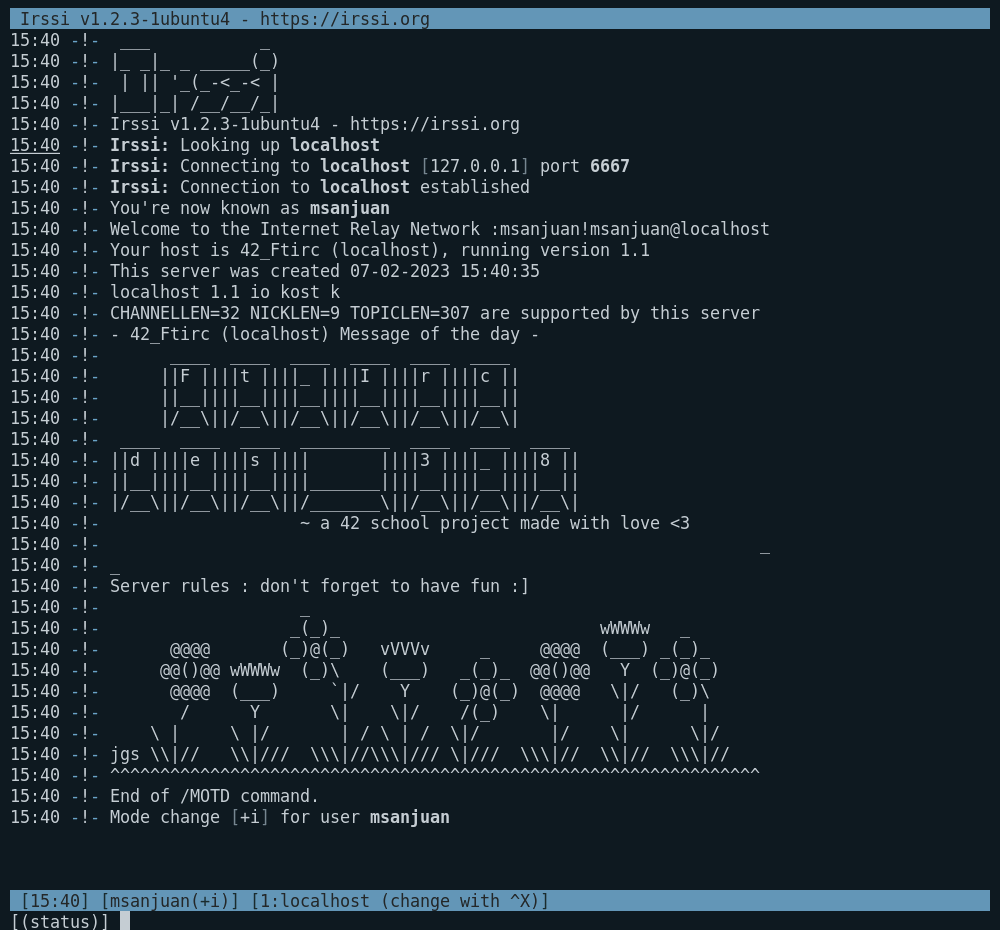 Irssi v1.2.3-1ubuntu4 - https://irssi.org
15:40 -!-  ___           _
15:40 -!- |_ _|_ _ _____(_)
15:40 -!-  | || '_(_-<_-< |
15:40 -!- |___|_| /__/__/_|
15:40 -!- Irssi v1.2.3-1ubuntu4 - https://irssi.org
15:40 -!- Irssi: Looking up localhost
15:40 -!- Irssi: Connecting to localhost [127.0.0.1] port 6667
15:40 -!- Irssi: Connection to localhost established
15:40 -!- You're now known as msanjuan
15:40 -!- Welcome to the Internet Relay Network :msanjuan!msanjuan@localhost
15:40 -!- Your host is 42_Ftirc (localhost), running version 1.1
15:40 -!- This server was created 07-02-2023 15:40:35
15:40 -!- localhost 1.1 io kost k
15:40 -!- CHANNELLEN=32 NICKLEN=9 TOPICLEN=307 are supported by this server
15:40 -!- - 42_Ftirc (localhost) Message of the day -
15:40 -!-       ____  ____  ____  ____  ____  ____
15:40 -!-      ||F ||||t ||||_ ||||I ||||r ||||c ||
15:40 -!-      ||__||||__||||__||||__||||__||||__||
15:40 -!-      |/__\||/__\||/__\||/__\||/__\||/__\|
15:40 -!-  ____  ____  ____  _________  ____  ____  ____
15:40 -!- ||d ||||e ||||s ||||       ||||3 ||||_ ||||8 ||
15:40 -!- ||__||||__||||__||||_______||||__||||__||||__||
15:40 -!- |/__\||/__\||/__\||/_______\||/__\||/__\||/__\|
15:40 -!-                    ~ a 42 school project made with love <3
15:40 -!-                                                                  _
15:40 -!- _
15:40 -!- Server rules : don't forget to have fun :]
15:40 -!-                    _
15:40 -!-                   _(_)_                          wWWWw   _
15:40 -!-       @@@@       (_)@(_)   vVVVv     _     @@@@  (___) _(_)_
15:40 -!-      @@()@@ wWWWw  (_)\    (___)   _(_)_  @@()@@   Y  (_)@(_)
15:40 -!-       @@@@  (___)     `|/    Y    (_)@(_)  @@@@   \|/   (_)\
15:40 -!-        /      Y       \|    \|/    /(_)    \|      |/      |
15:40 -!-     \ |     \ |/       | / \ | /  \|/       |/    \|      \|/
15:40 -!- jgs \\|//   \\|///  \\\|//\\\|/// \|///  \\\|//  \\|//  \\\|//
15:40 -!- ^^^^^^^^^^^^^^^^^^^^^^^^^^^^^^^^^^^^^^^^^^^^^^^^^^^^^^^^^^^^^^^^^
15:40 -!- End of /MOTD command.
15:40 -!- Mode change [+i] for user msanjuan
[15:40] [msanjuan(+i)] [1:localhost (change with ^X)]
[(status)]